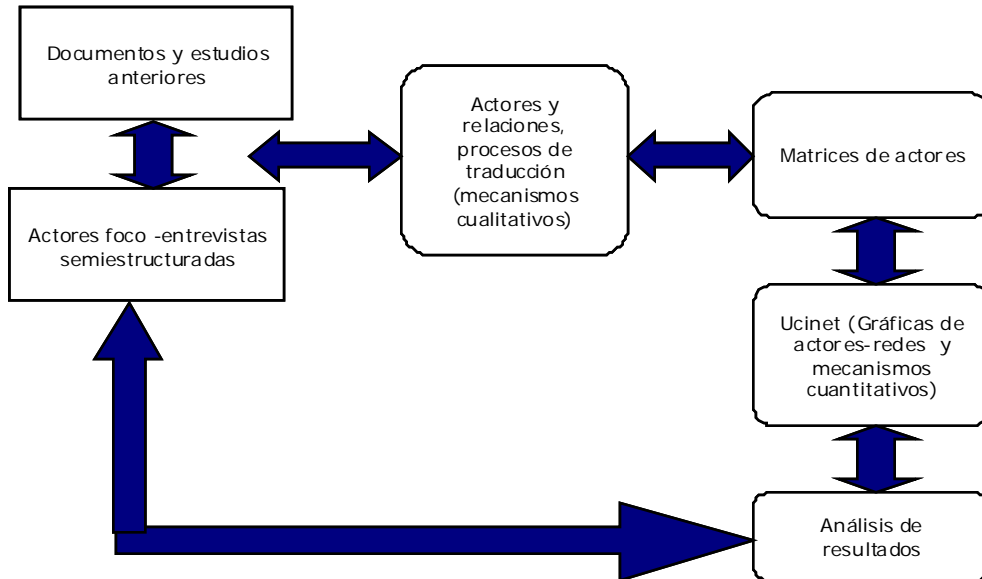 Documentos y estudios
anteriores
Actores foco -entrevistas
semiestructuradas
Actores y
relaciones,
procesos de
traducción
(mecanismos
cualitativos)
Matrices de actores
Ucinet (Gráficas de
actores-redes y
mecanismos
cuantitativos)
Análisis de
resultados